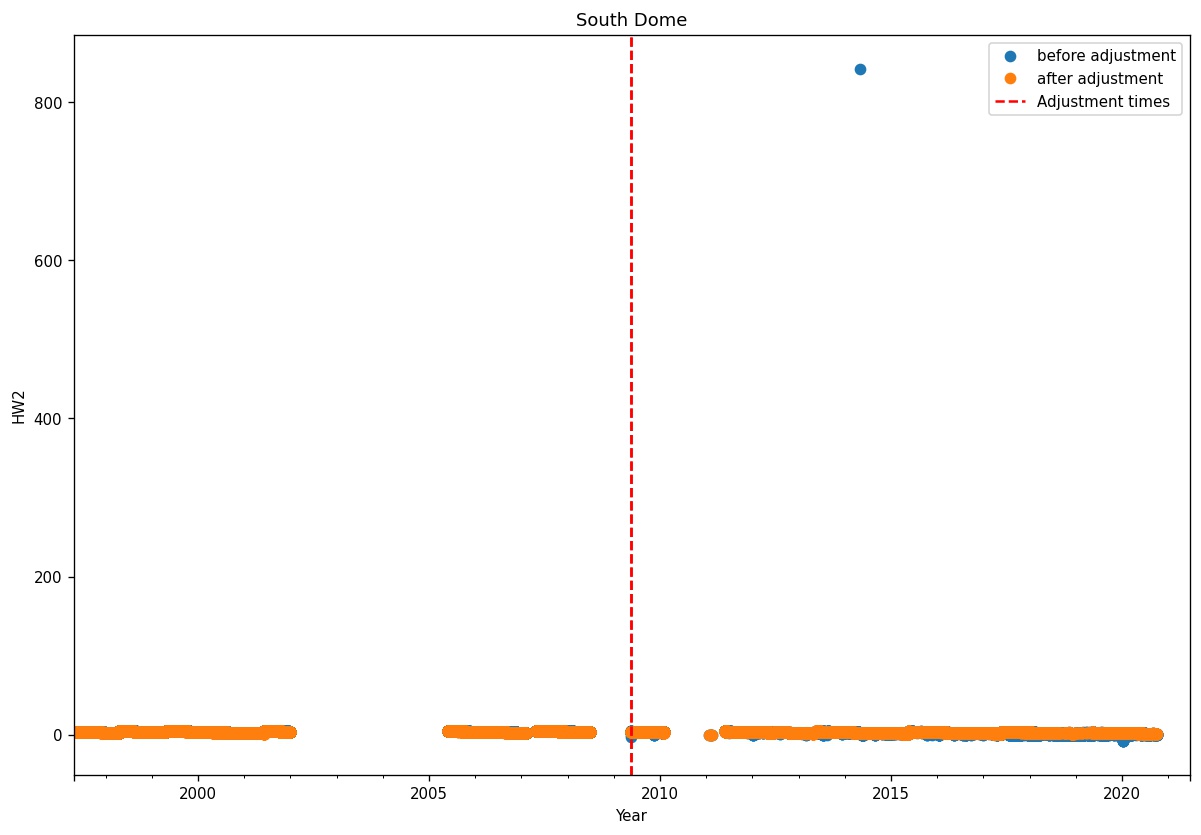 South Dome
before adjustment
after adjustment
Adjustment times
800
600
400
200
0
HW2
2000 2005 2010 2015 2020
Year